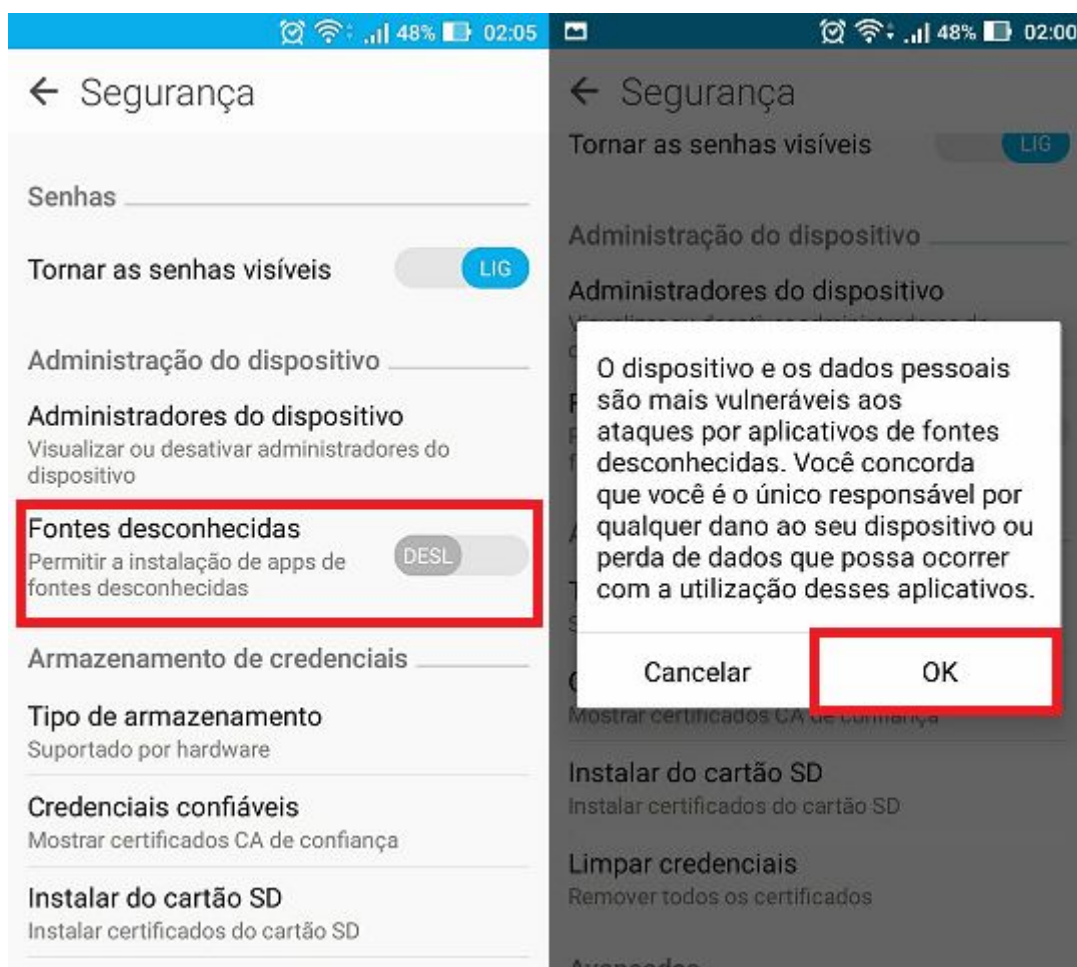 48% 02:05
Segurança
Senhas
Tornar as senhas visíveis LIG
Administração do dispositivo
Administradores do dispositivo
Visualizar ou desativar administradores do
dispositivo
Fontes desconhecidas
Permitir a instalação de apps de
fontes desconhecidas
DESL
Armazenamento de credenciais
Tipo de armazenamento
Suportado por hardware
Credenciais confiáveis
Mostrar certificados CA de confiança
Instalar do cartão SD
Instalar certificados do cartão SD
48% 02:00
Segurança
Tornar as senhas visíveis LIG
Administração do dispositivo
Administradores do dispositivo
O dispositivo e os dados pessoais
são mais vulneráveis aos
ataques por aplicativos de fontes
desconhecidas. Você concorda
que você é o único responsável por
qualquer dano ao seu dispositivo ou
perda de dados que possa ocorrer
com a utilização desses aplicativos.
Cancelar OK
Mostrar certificados CA de confiança
Instalar do cartão SD
Instalar certificados do cartão SD
Limpar credenciais
Remover todos os certificados